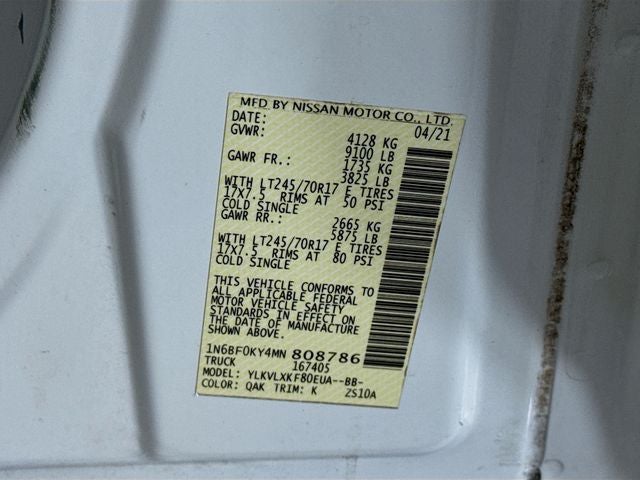 MFD. BY NISSAN MOTOR CO., LTD.
DATE: 04/21
GVWR: 4128 KG
9100 LB
GAWR FR.: 1735 KG
3825 LB
WITH LT245/70R17 E TIRES
17X7.5 RIMS AT 50 PSI
COLD SINGLE
GAWR RR.: 2665 KG
5875 LB
WITH LT245/70R17 E TIRES
17X7.5 RIMS AT 80 PSI
COLD SINGLE
THIS VEHICLE CONFORMS TO
ALL APPLICABLE FEDERAL
MOTOR VEHICLE SAFETY
STANDARDS IN EFFECT ON
THE DATE OF MANUFACTURE
SHOWN ABOVE.
1N6BF0KY4MN 808786
TRUCK 167405
MODEL: YLKVLXKF80EUA--BB-
COLOR: QAK TRIM: K ZS10A